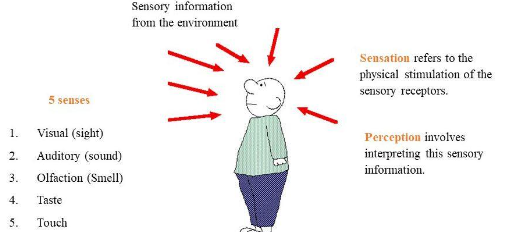 Sensory information
from the environment
Sensation refers to the
physical stimulation of the
sensory receptors.
5 senses
1. Visual (sight)
2. Auditory (sound)
3. Olfaction (Smell)
4. Taste
5. Touch
Perception involves
interpreting this sensory
information.